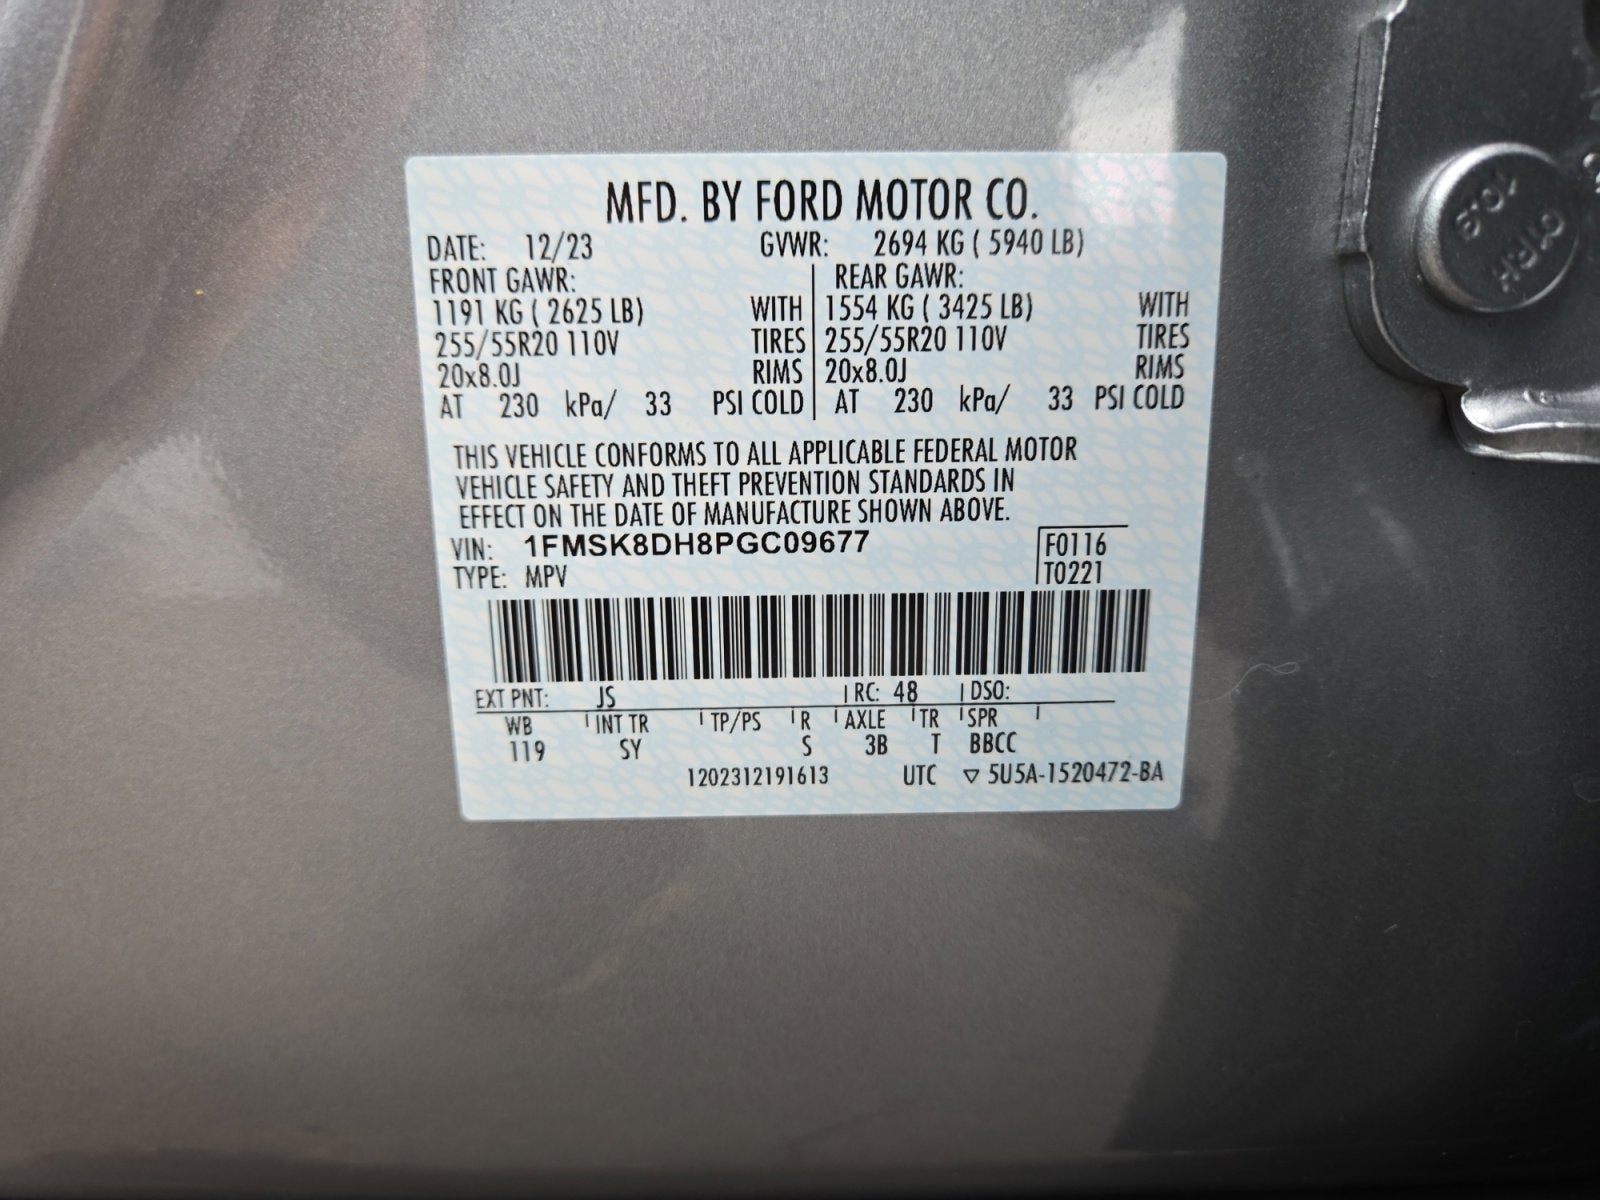 MFD. BY FORD MOTOR CO.
DATE: 12/23 GVWR: 2694 KG ( 5940 LB)
FRONT GAWR: REAR GAWR:
1191 KG ( 2625 LB) WITH 1554 KG ( 3425 LB) WITH
255/55R20 110V TIRES 255/55R20 110V TIRES
20x8.0J RIMS 20x8.0J RIMS
AT 230 kPa/ 33 PSI COLD AT 230 kPa/ 33 PSI COLD
THIS VEHICLE CONFORMS TO ALL APPLICABLE FEDERAL MOTOR
VEHICLE SAFETY AND THEFT PREVENTION STANDARDS IN
EFFECT ON THE DATE OF MANUFACTURE SHOWN ABOVE.
VIN: 1FMSK8DH8PGC09677 F0116
TYPE: MPV T0221
EXT PNT: JS RC: 48 DSO:
WB INT TR TP/PS R AXLE TR SPR
119 SY S 3B T BBCC
1202312191613 UTC ▽ 5U5A-1520472-BA